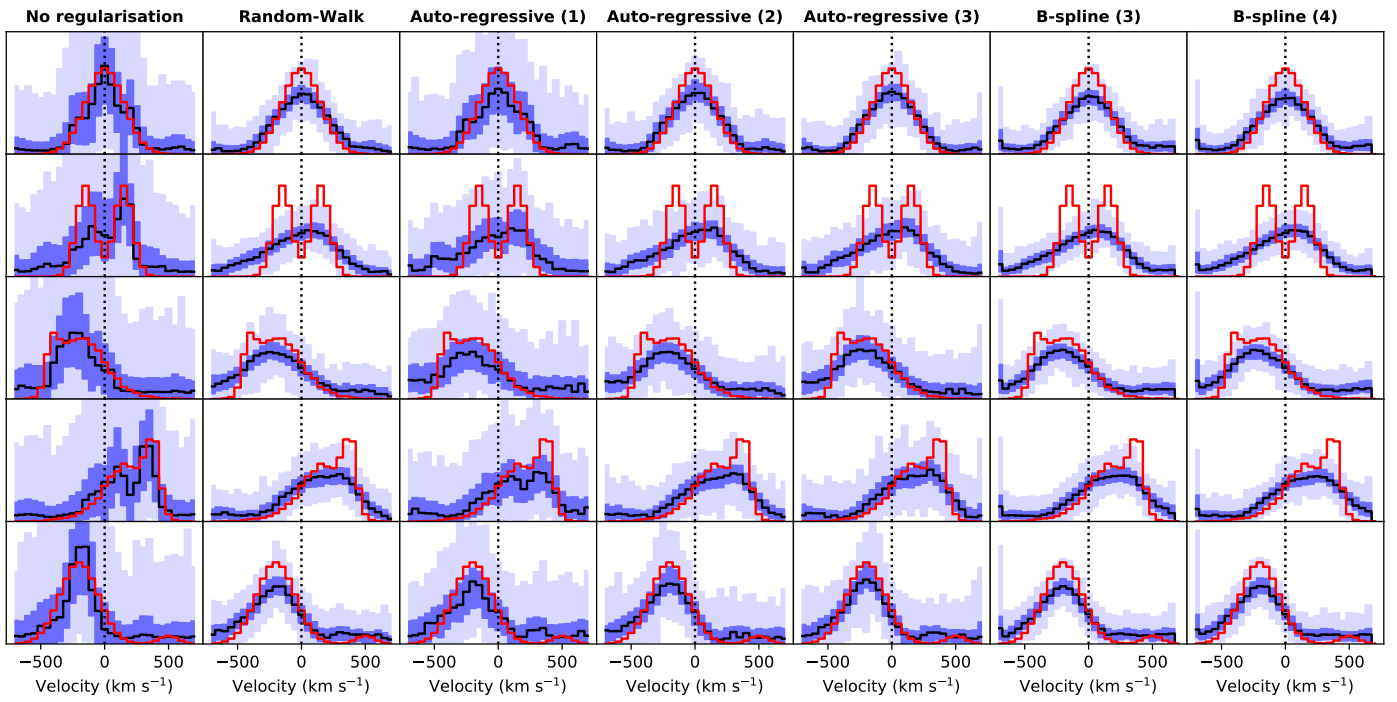 No regularisation Random-Walk Auto-regressive (1) Auto-regressive (2) Auto-regressive (3) B-spline (3) B-spline (4)
−500 0 500 −500 0 500 −500 0 500 −500 0 500 −500 0 500 −500 0 500 −500 0 500
Velocity (km s⁻¹) Velocity (km s⁻¹) Velocity (km s⁻¹) Velocity (km s⁻¹) Velocity (km s⁻¹) Velocity (km s⁻¹) Velocity (km s⁻¹)